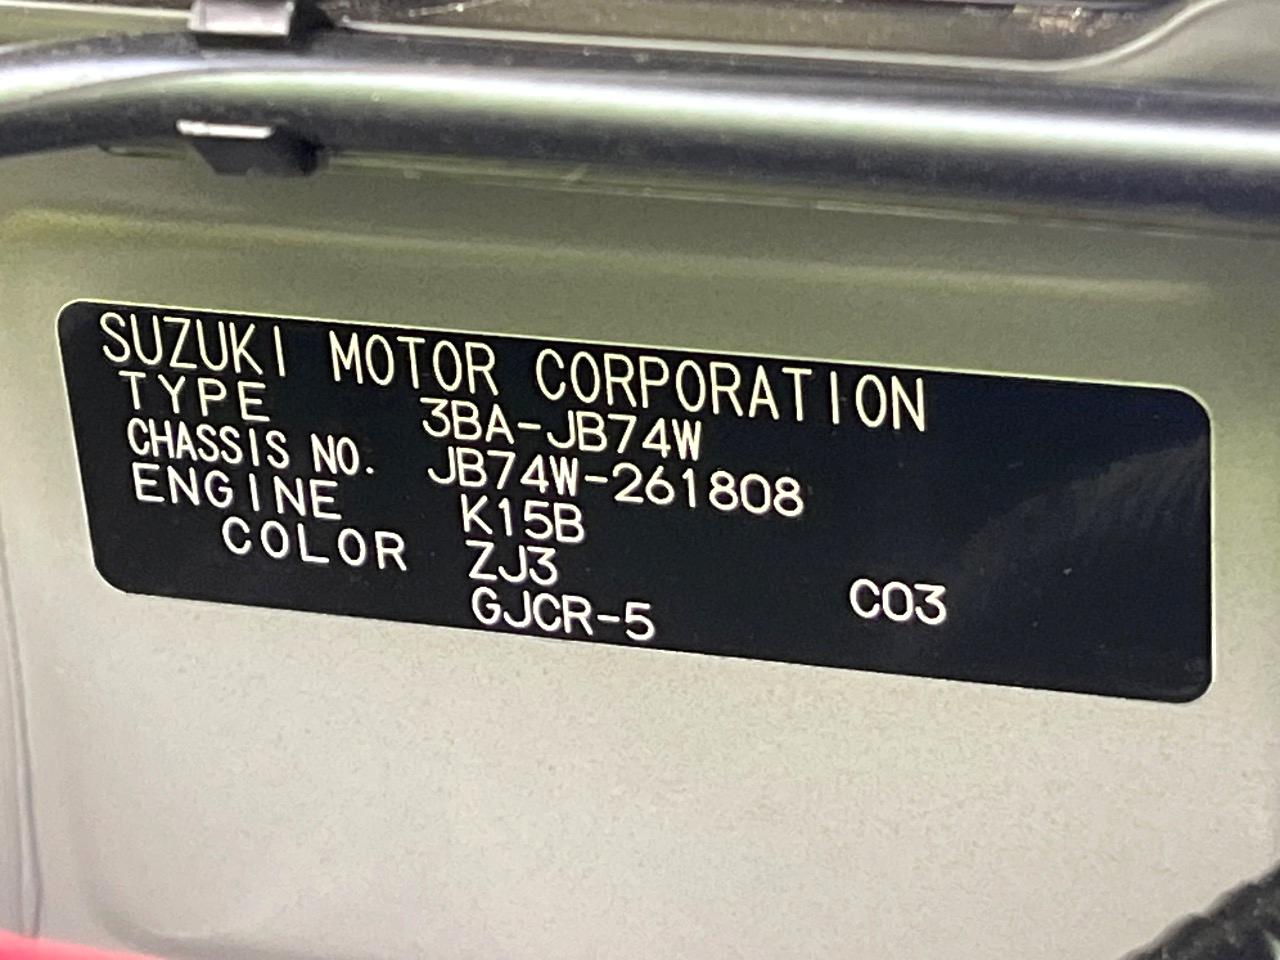 SUZUKI MOTOR CORPORATION
TYPE 3BA-JB74W
CHASSIS NO. JB74W-261808
ENGINE K15B
COLOR ZJ3 C03
GJCR-5